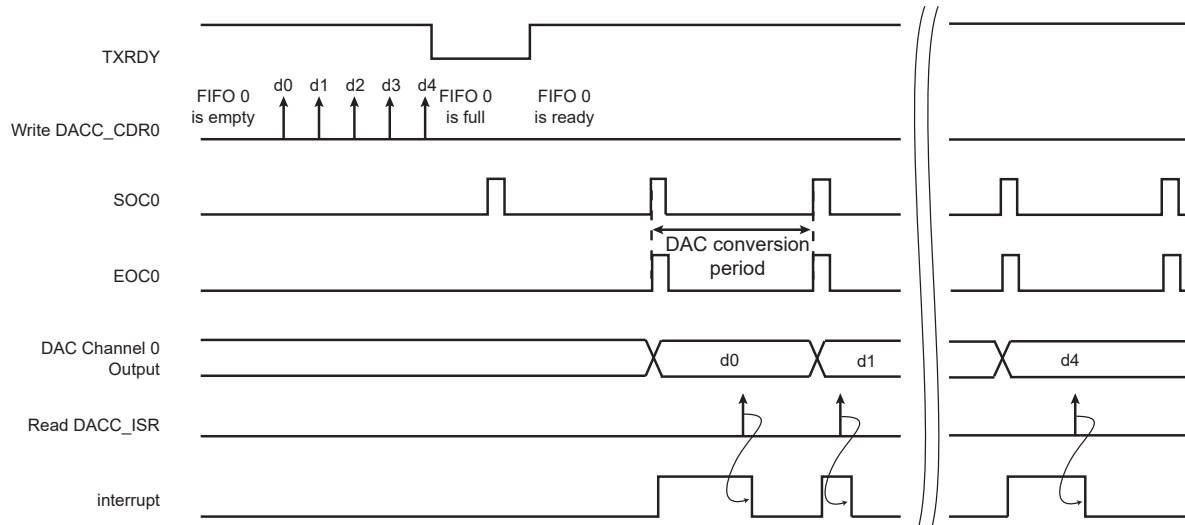 TXRDY
FIFO 0
is empty
d0
d1
d2
d3
d4
FIFO 0
is full
FIFO 0
is ready
Write DACC_CDR0
SOC0
DAC conversion
period
EOC0
DAC Channel 0
Output
d0
d1
d4
Read DACC_ISR
interrupt